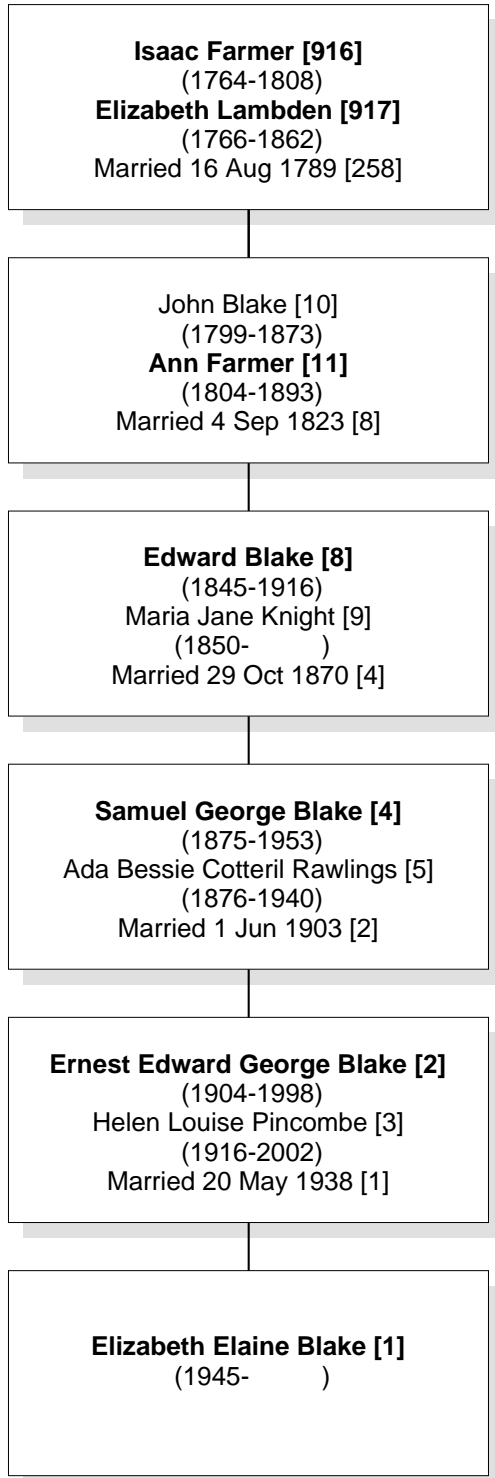 Isaac Farmer [916]
(1764-1808)
Elizabeth Lambden [917]
(1766-1862)
Married 16 Aug 1789 [258]
John Blake [10]
(1799-1873)
Ann Farmer [11]
(1804-1893)
Married 4 Sep 1823 [8]
Edward Blake [8]
(1845-1916)
Maria Jane Knight [9]
(1850- )
Married 29 Oct 1870 [4]
Samuel George Blake [4]
(1875-1953)
Ada Bessie Cotteril Rawlings [5]
(1876-1940)
Married 1 Jun 1903 [2]
Ernest Edward George Blake [2]
(1904-1998)
Helen Louise Pincombe [3]
(1916-2002)
Married 20 May 1938 [1]
Elizabeth Elaine Blake [1]
(1945- )